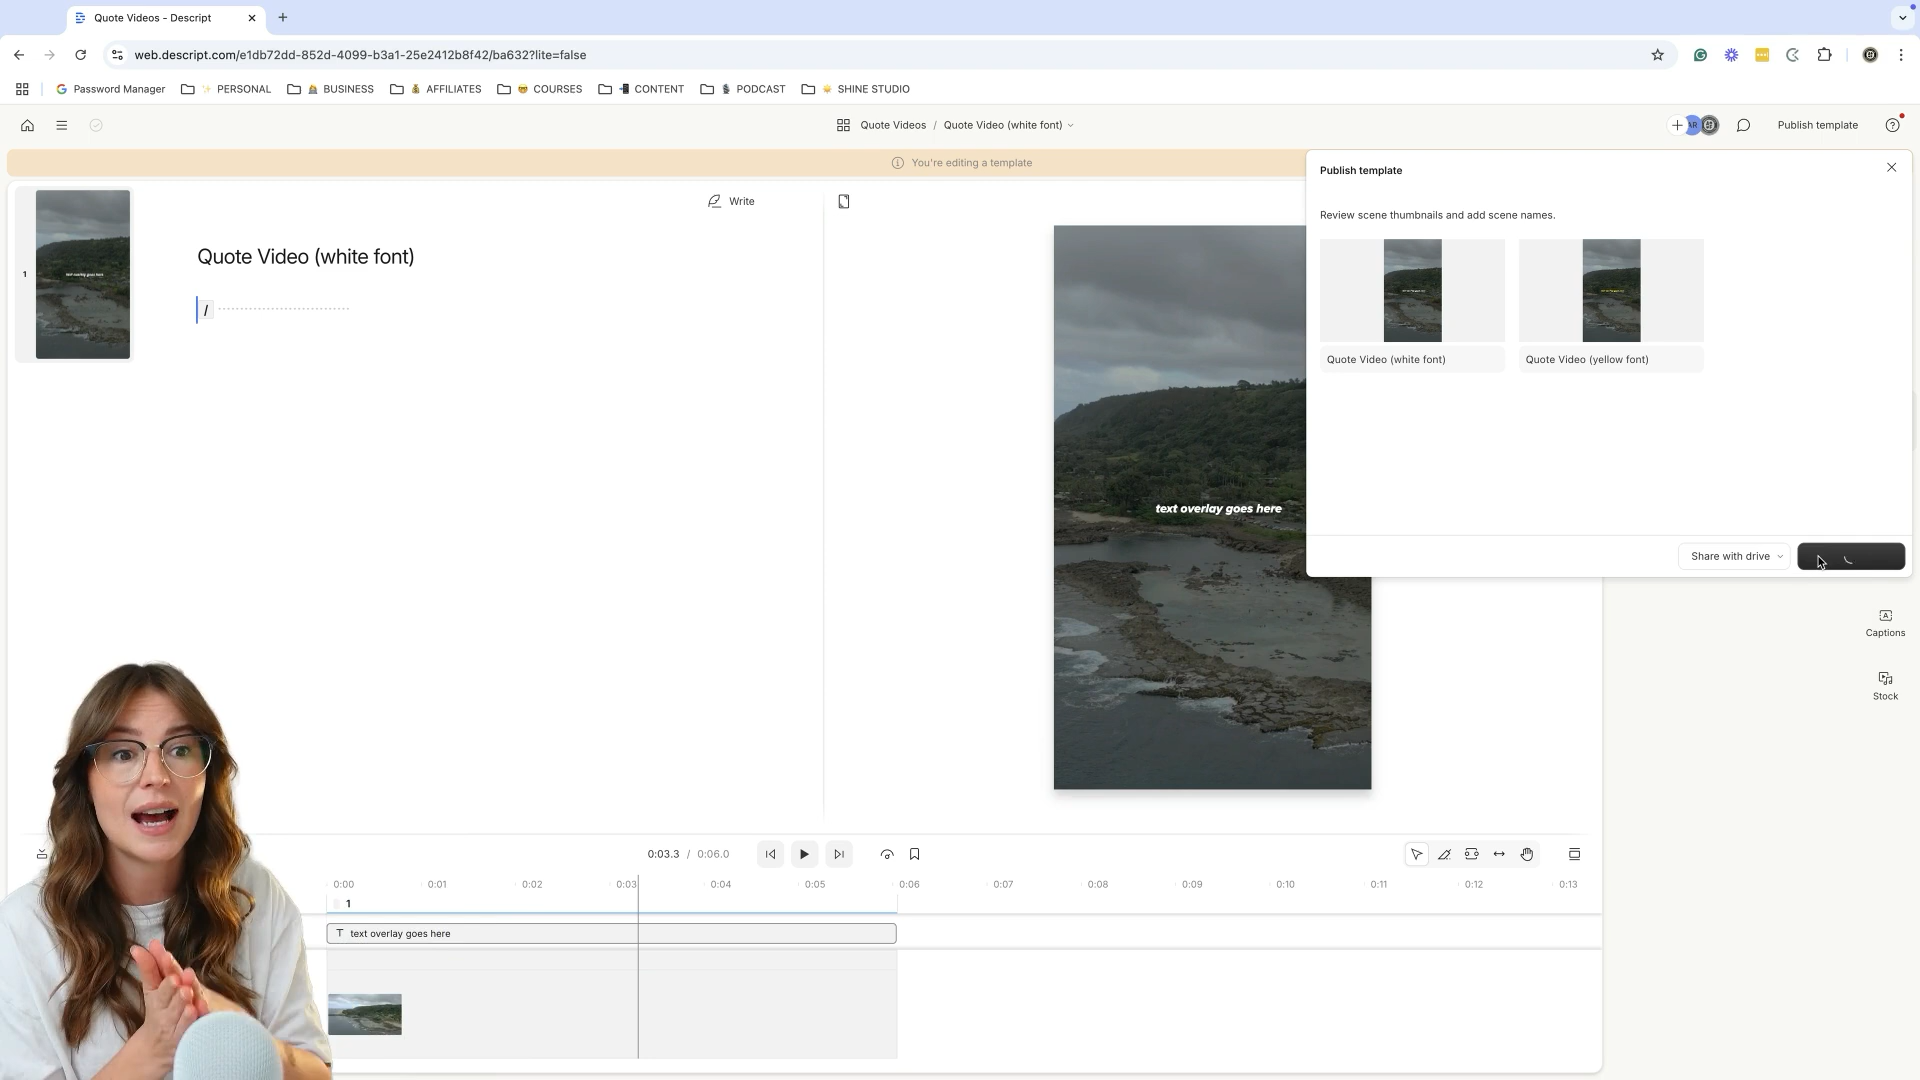 Quote Videos - Descript
web.descript.com/e1db72dd-852d-4099-b3a1-25e2412b8f42/ba632?lite=false
Password Manager
PERSONAL
BUSINESS
AFFILIATES
COURSES
CONTENT
PODCAST
SHINE STUDIO
Quote Videos / Quote Video (white font)
Publish template
You're editing a template
Publish template
Review scene thumbnails and add scene names.
Quote Video (white font)
Quote Video (yellow font)
Share with drive
Write
1
text overlay goes here
Quote Video (white font)
/
text overlay goes here
Captions
Stock
0:03.3 / 0:06.0
0:00 0:01 0:02 0:03 0:04 0:05 0:06 0:07 0:08 0:09 0:10 0:11 0:12 0:13
1
T text overlay goes here